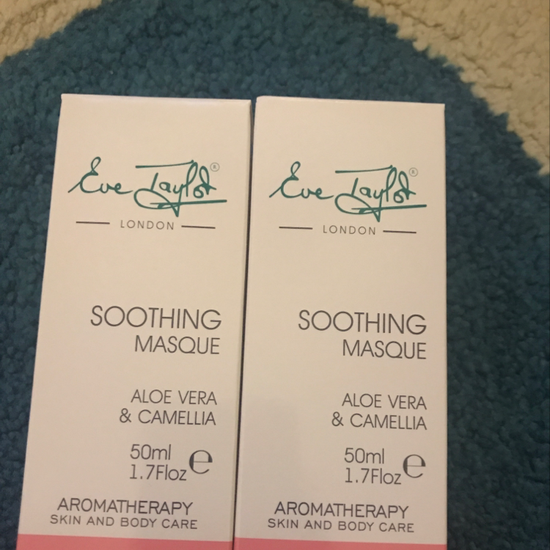 Eve Taylor®
LONDON
SOOTHING
MASQUE
ALOE VERA
& CAMELLIA
50ml
1.7Floz e
AROMATHERAPY
SKIN AND BODY CARE
Eve Taylor®
LONDON
SOOTHING
MASQUE
ALOE VERA
& CAMELLIA
50ml
1.7Floz e
AROMATHERAPY
SKIN AND BODY CARE